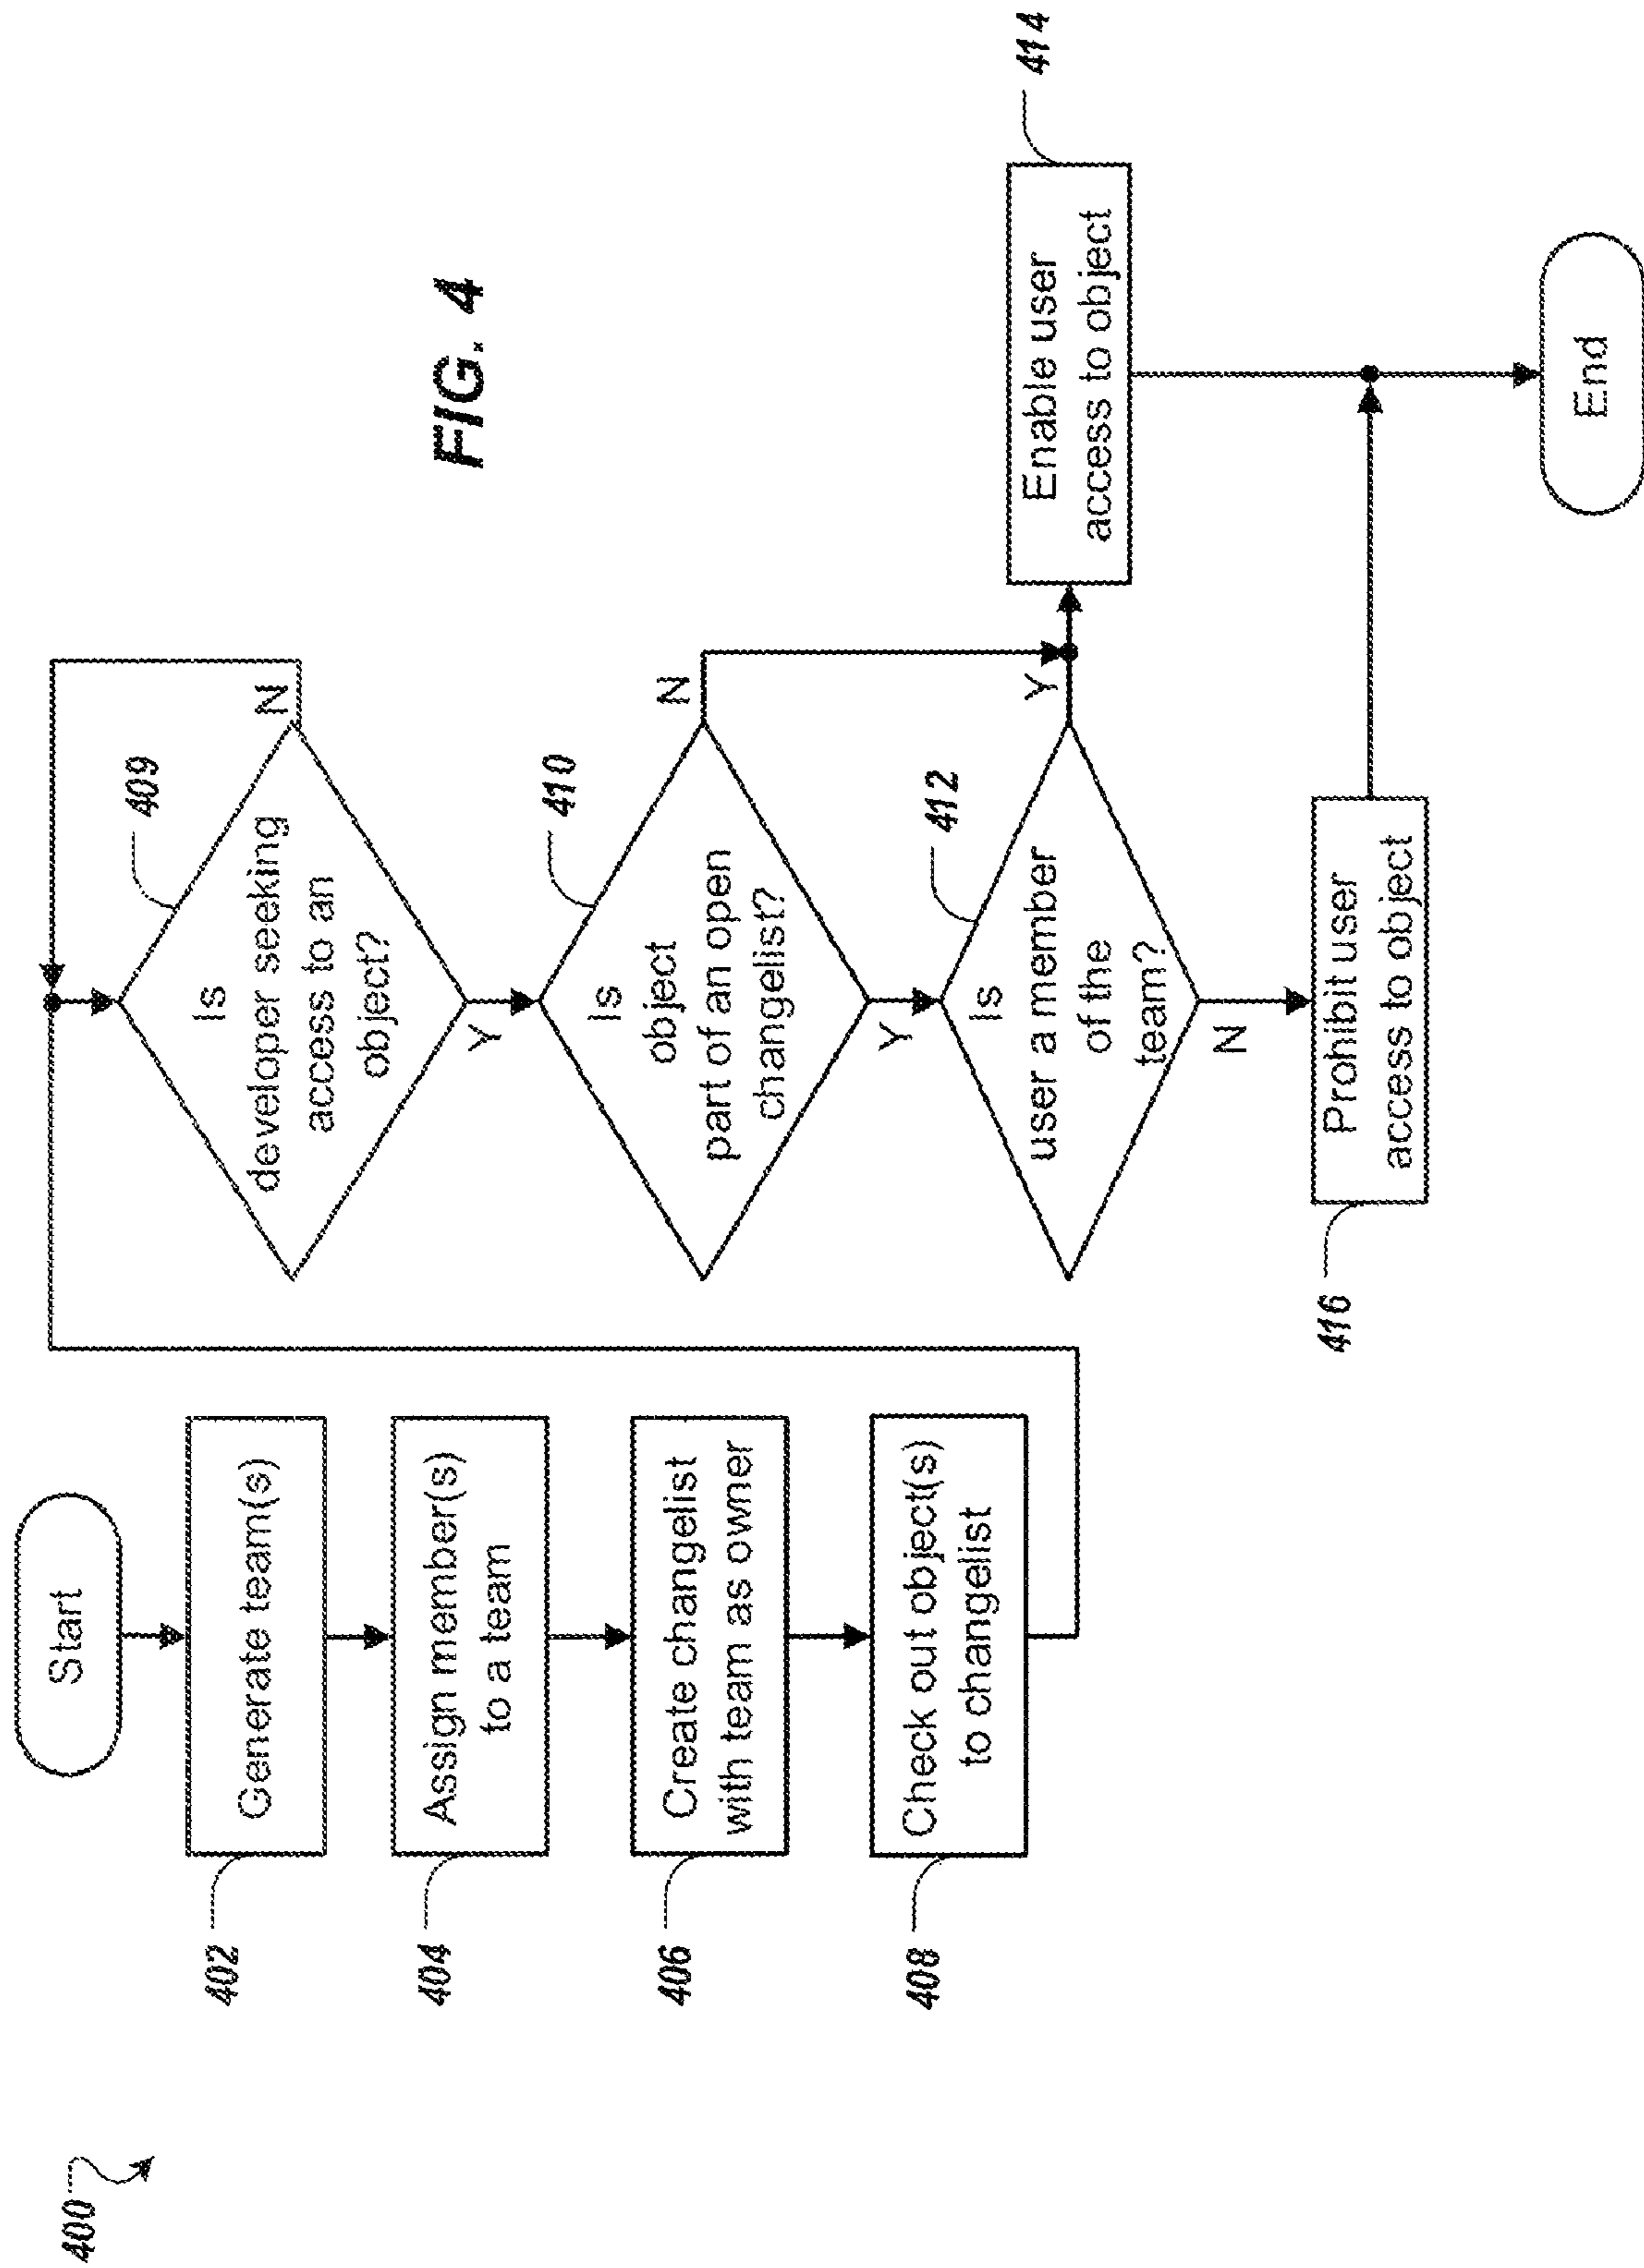 400
Start
402
Generate team(s)
404
Assign member(s)
to a team
406
Create changelist
with team as owner
408
Check out object(s)
to changelist
409
Is
developer seeking
access to an
object?
N
Y
410
Is
object
part of an open
changelist?
N
Y
412
Is
user a member
of the
team?
Y
N
414
Enable user
access to object
416
Prohibit user
access to object
End
FIG. 4